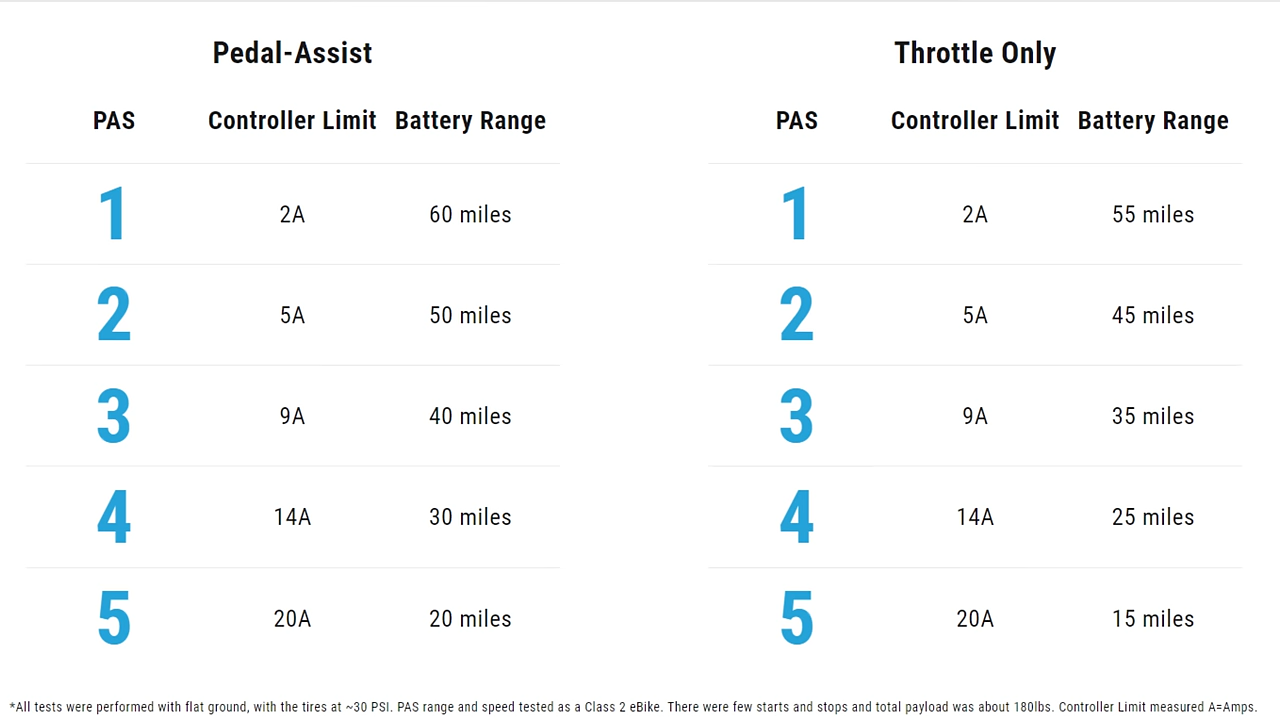 Pedal-Assist
PAS Controller Limit Battery Range
1 2A 60 miles
2 5A 50 miles
3 9A 40 miles
4 14A 30 miles
5 20A 20 miles
Throttle Only
PAS Controller Limit Battery Range
1 2A 55 miles
2 5A 45 miles
3 9A 35 miles
4 14A 25 miles
5 20A 15 miles
*All tests were performed with flat ground, with the tires at ~30 PSI. PAS range and speed tested as a Class 2 eBike. There were few starts and stops and total payload was about 180lbs. Controller Limit measured A=Amps.